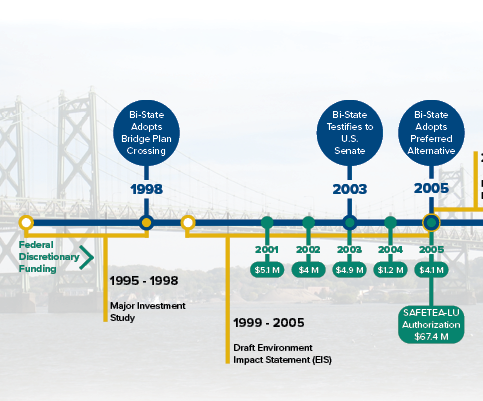 Bi-State
Adopts
Bridge Plan
Crossing
Bi-State
Testifies to
U.S.
Senate
Bi-State
Adopts
Preferred
Alternative
1998
2003
2005
Federal
Discretionary
Funding
2001
2002
2003
2004
2005
$5.1 M
$4 M
$4.9 M
$1.2 M
$4.1 M
1995 - 1998
Major Investment
Study
1999 - 2005
Draft Environment
Impact Statement (EIS)
SAFETEA-LU
Authorization
$67.4 M